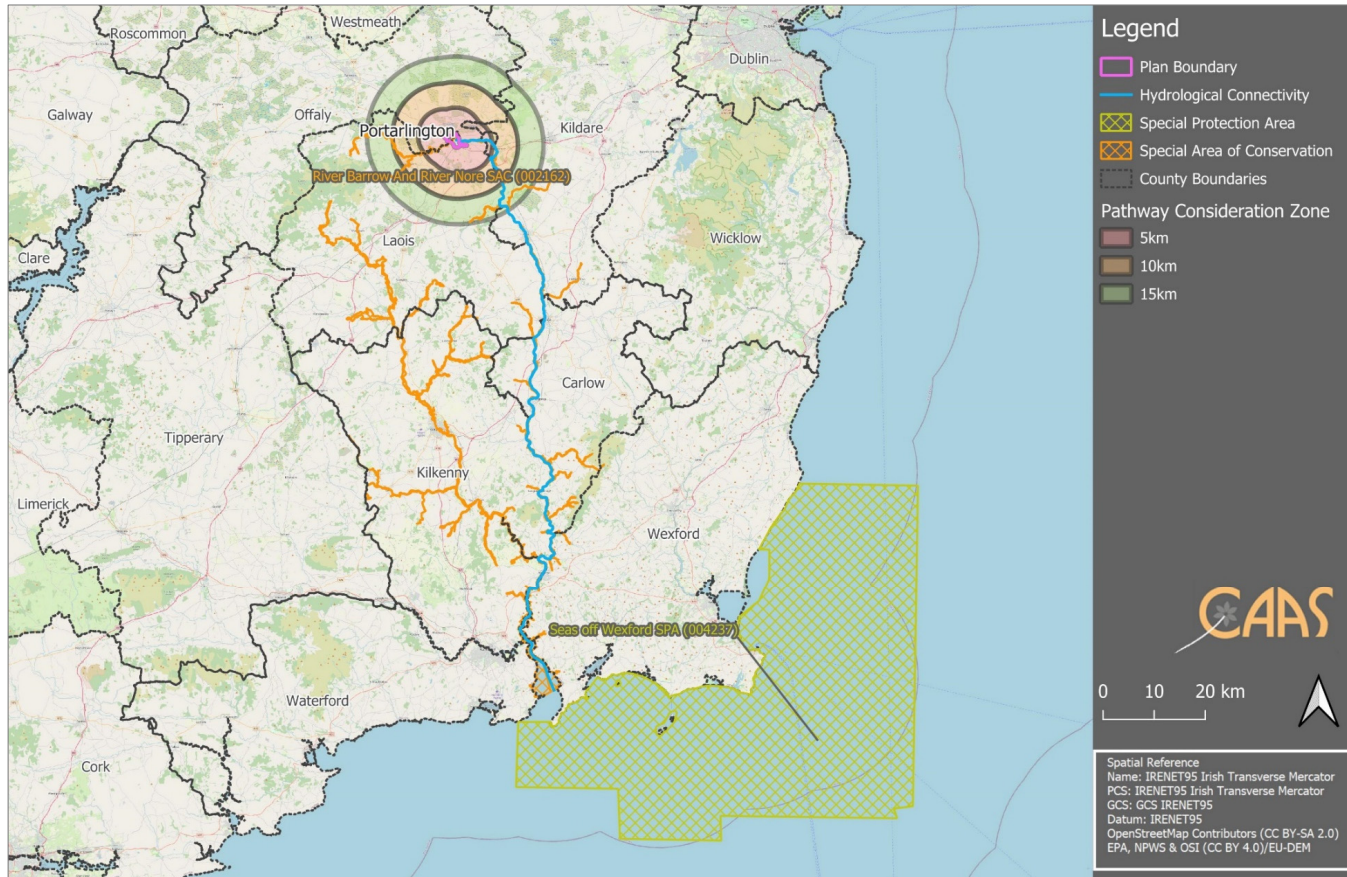 Westmeath
Roscommon
Dublin
Galway
Offaly
Portarlington
Kildare
River Barrow And River Nore SAC (002162)
Laois
Wicklow
Clare
Carlow
Tipperary
Kilkenny
Limerick
Wexford
Seas off Wexford SPA (004237)
Waterford
Cork
Legend
Plan Boundary
Hydrological Connectivity
Special Protection Area
Special Area of Conservation
County Boundaries
Pathway Consideration Zone
5km
10km
15km
CAAS
0 10 20 km
Spatial Reference
Name: IRENET95 Irish Transverse Mercator
PCS: IRENET95 Irish Transverse Mercator
GCS: GCS IRENET95
Datum: IRENET95
OpenStreetMap Contributors (CC BY-SA 2.0)
EPA, NPWS & OSI (CC BY 4.0)/EU-DEM